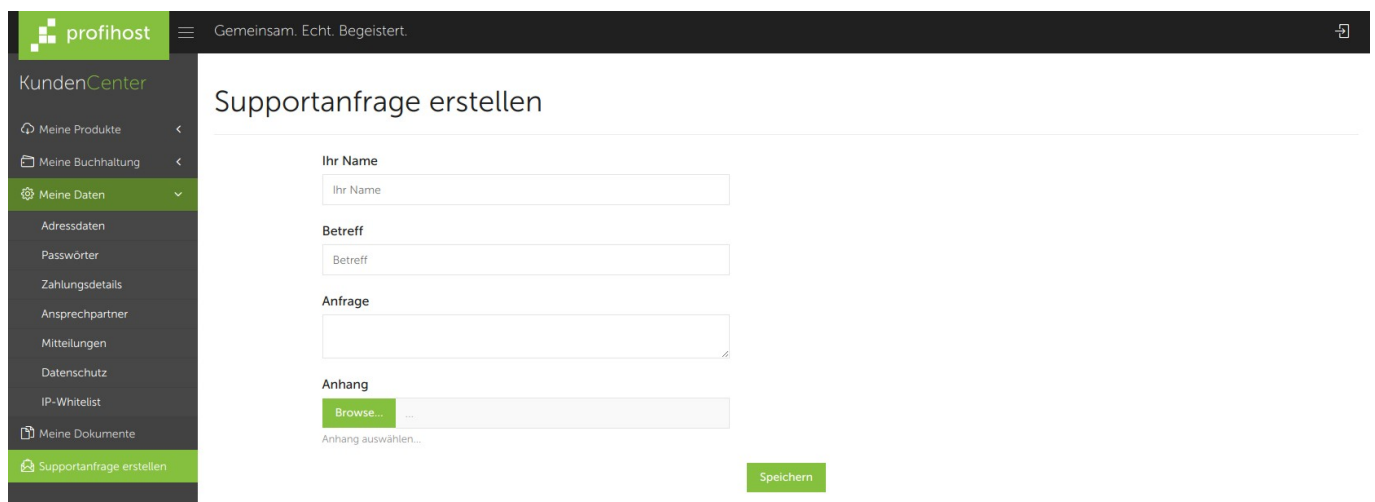 profihost
Gemeinsam. Echt. Begeistert.
KundenCenter
Meine Produkte
Meine Buchhaltung
Meine Daten
Adressdaten
Passwörter
Zahlungsdetails
Ansprechpartner
Mitteilungen
Datenschutz
IP-Whitelist
Meine Dokumente
Supportanfrage erstellen
Supportanfrage erstellen
Ihr Name
Ihr Name
Betreff
Betreff
Anfrage
Anhang
Browse... ...
Anhang auswählen...
Speichern